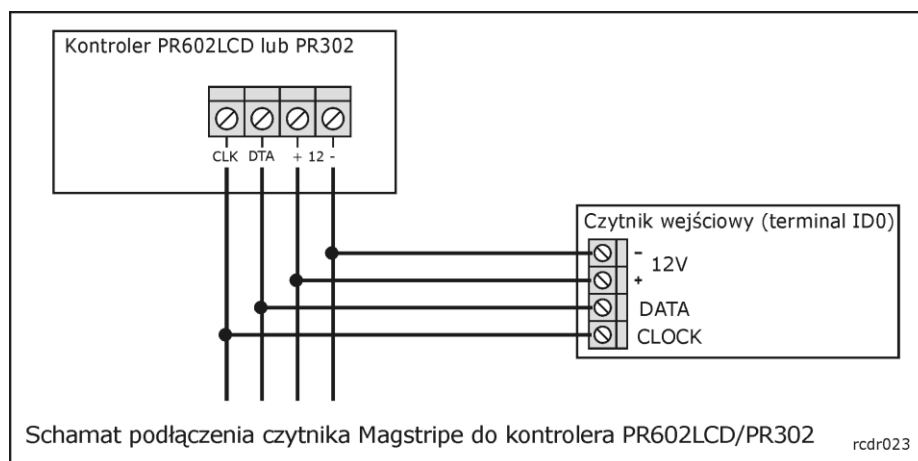 Kontroler PR602LCD lub PR302
CLK DTA + 12 -
Czytnik wejściowy (terminal ID0)
-
12V
+
DATA
CLOCK
Schamat podłączenia czytnika Magstripe do kontrolera PR602LCD/PR302
rcdr023